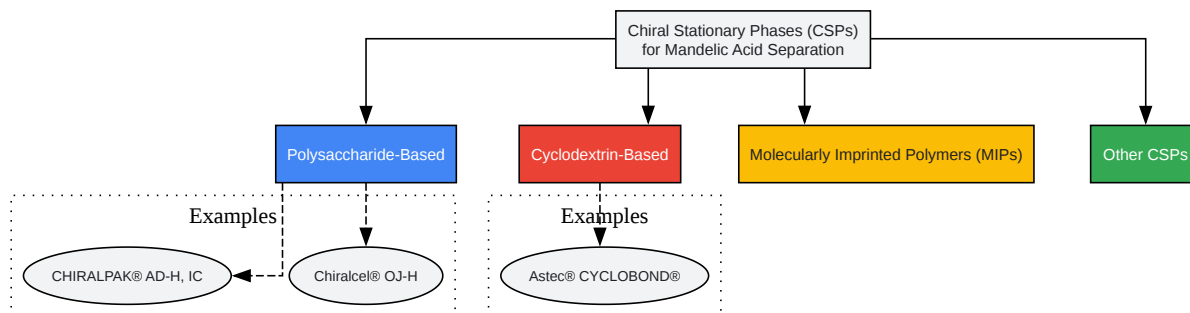 Chiral Stationary Phases (CSPs)
for Mandelic Acid Separation
Polysaccharide-Based
Cyclodextrin-Based
Molecularly Imprinted Polymers (MIPs)
Other CSPs
Examples
Examples
CHIRALPAK® AD-H, IC
Chiralcel® OJ-H
Astec® CYCLOBOND®